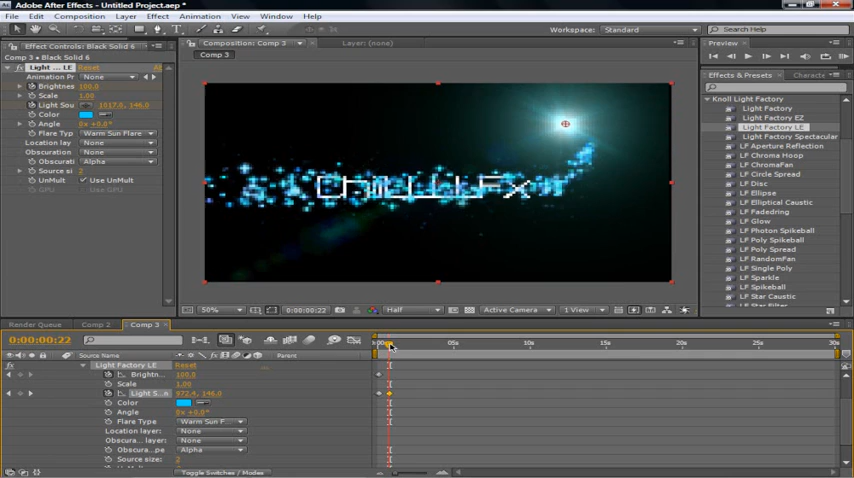 Adobe After Effects - Untitled Project.aep *
File Edit Composition Layer Effect Animation View Window Help
Workspace: Standard
Search Help
Effect Controls: Black Solid 6
Comp 3 • Black Solid 6
Light ... LE Reset
Animation Pr None
Brightnes 100.0
Scale 1.00
Light Sou 1017.0, 146.0
Color
Angle 0x +0.0°
Flare Typ Warm Sun Flare
Location lay None
Obscuration None
Obscurati Alpha
Source si 2
UnMult Use UnMult
GPU Use GPU
Composition: Comp 3
Layer: (none)
Comp 3
ChiLLLFx
50%
0:00:00:22
Half
Active Camera
1 View
Preview
Effects & Presets
Characte
Knoll Light Factory
Light Factory
Light Factory EZ
Light Factory LE
Light Factory Spectacular
LF Aperture Reflection
LF Chroma Hoop
LF ChromaFan
LF Circle Spread
LF Disc
LF Ellipse
LF Elliptical Caustic
LF Fadedring
LF Glow
LF Photon Spikeball
LF Poly Spikeball
LF Poly Spread
LF RandomFan
LF Single Poly
LF Sparkle
LF Spikeball
LF Star Caustic
LF Star Filter
Render Queue
Comp 2
Comp 3
0:00:00:22
05s 10s 15s 20s 25s 30s
Source Name
Parent
Light Factory LE Reset
Brightn... 100.0
Scale 1.00
Light S...n 972.4, 146.0
Color
Angle 0x +0.0°
Flare Type Warm Sun F...
Location layer: None
Obscura... layer: None
Obscura...pe Alpha
Source size: 2
Toggle Switches / Modes